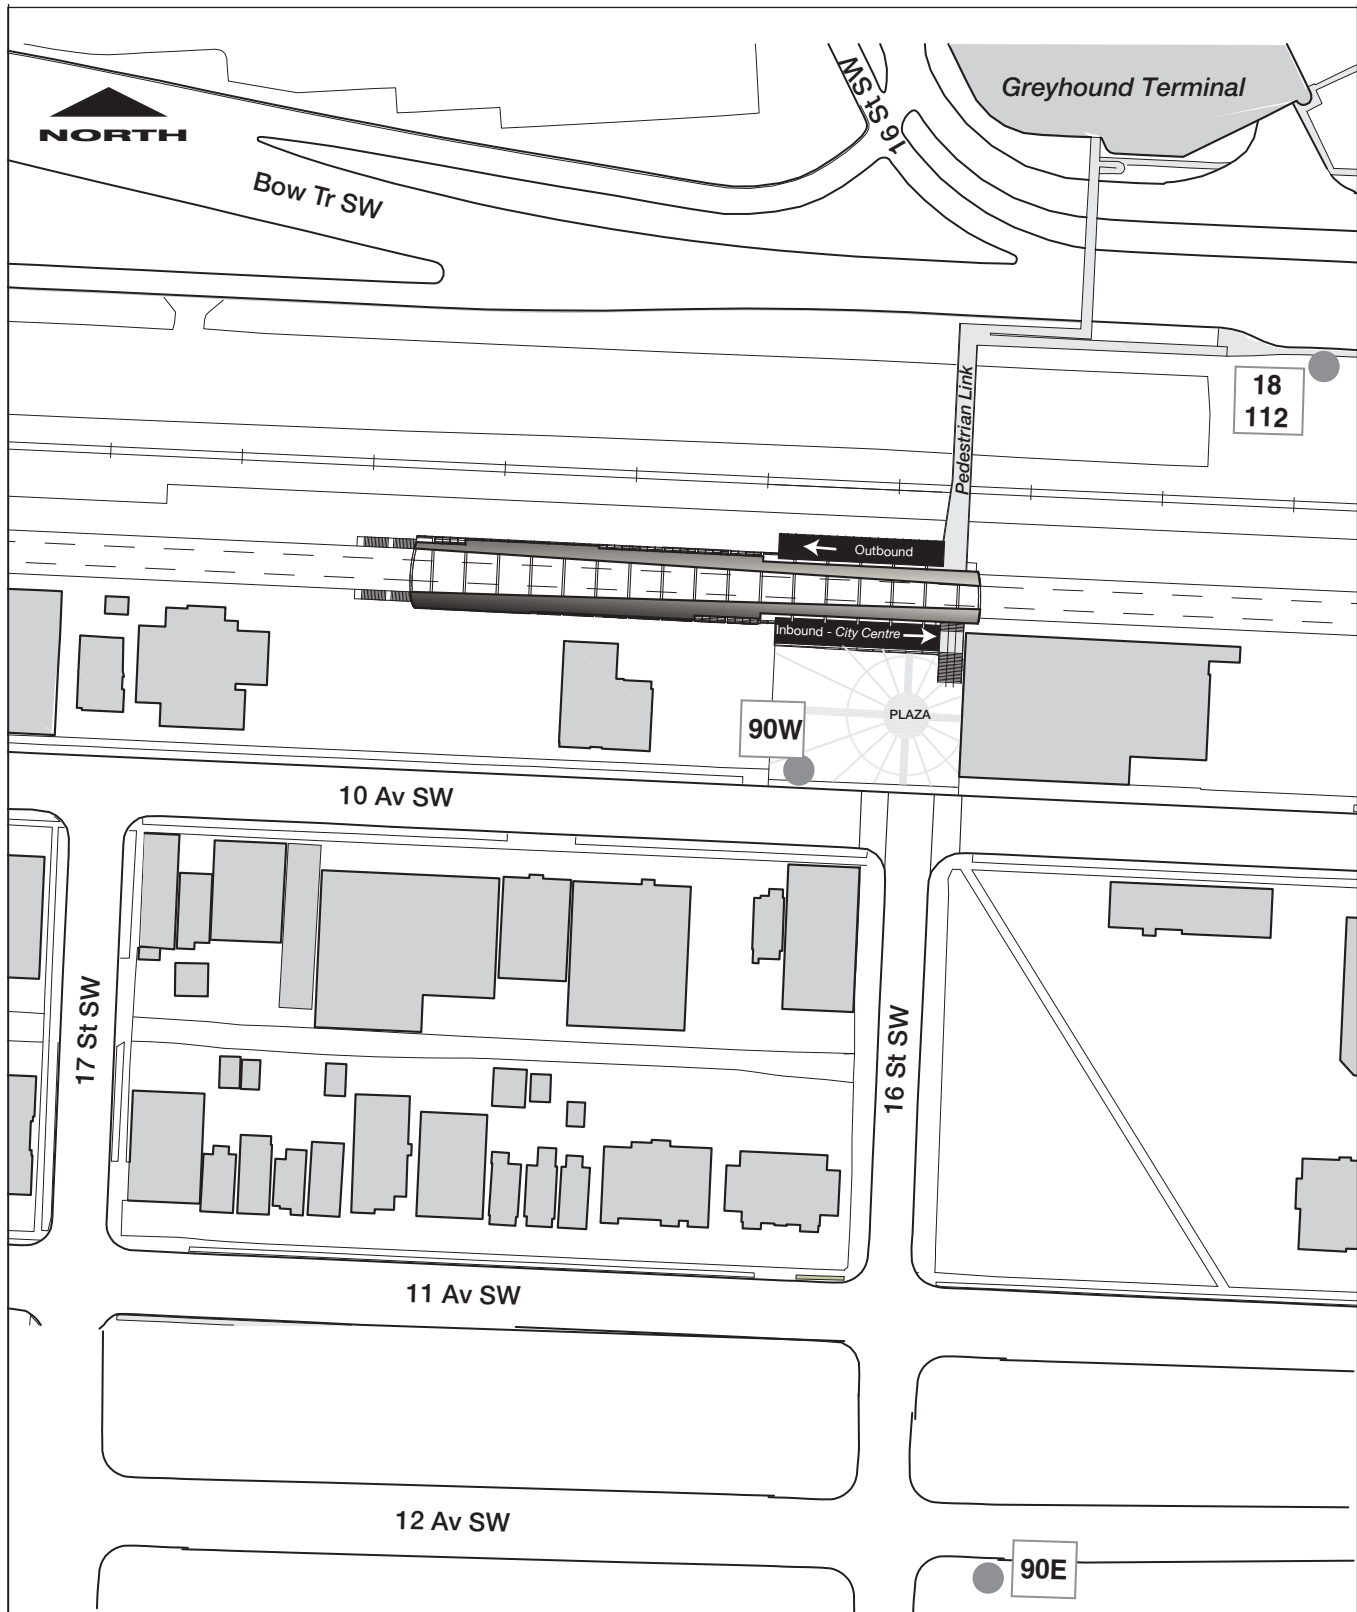 Greyhound Terminal
16 St SW
NORTH
Bow Tr SW
18
112
Pedestrian Link
Outbound
Inbound - City Centre
PLAZA
90W
10 Av SW
17 St SW
16 St SW
11 Av SW
12 Av SW
90E